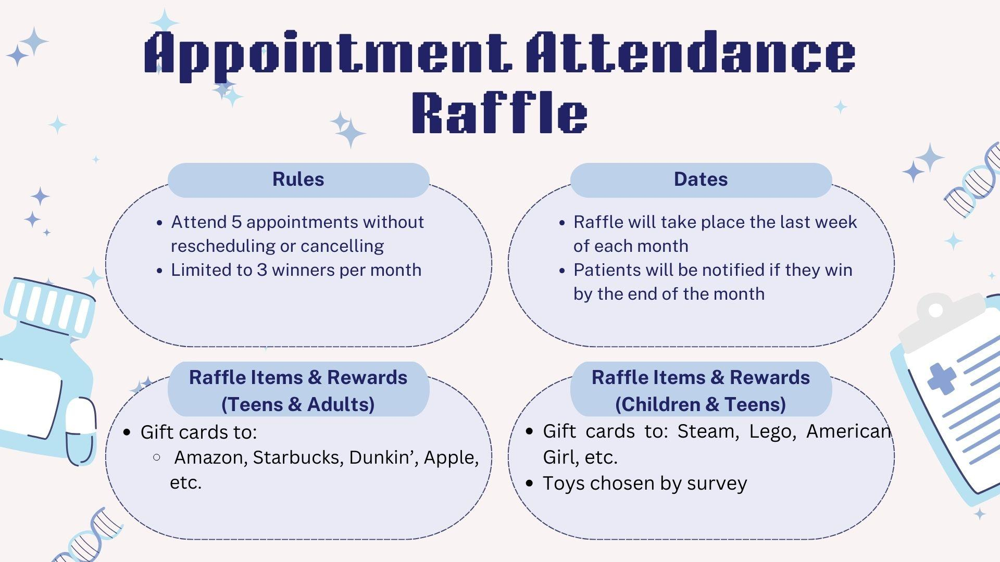 Appointment Attendance
Raffle
Rules
• Attend 5 appointments without
rescheduling or cancelling
• Limited to 3 winners per month
Dates
• Raffle will take place the last week
of each month
• Patients will be notified if they win
by the end of the month
Raffle Items & Rewards
(Teens & Adults)
• Gift cards to:
○ Amazon, Starbucks, Dunkin’, Apple,
etc.
Raffle Items & Rewards
(Children & Teens)
• Gift cards to: Steam, Lego, American
Girl, etc.
• Toys chosen by survey